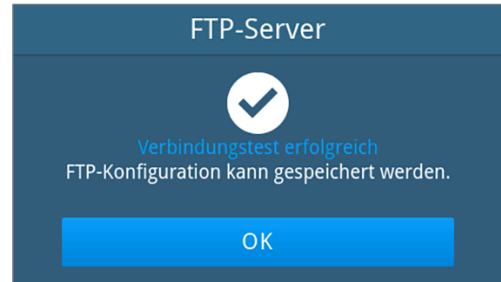 FTP-Server
Verbindungstest erfolgreich
FTP-Konfiguration kann gespeichert werden.
OK